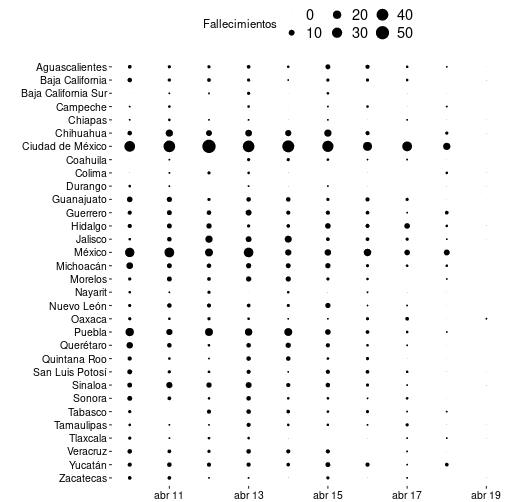 Fallecimientos
0 20 40
10 30 50
Aguascalientes
Baja California
Baja California Sur
Campeche
Chiapas
Chihuahua
Ciudad de México
Coahuila
Colima
Durango
Guanajuato
Guerrero
Hidalgo
Jalisco
México
Michoacán
Morelos
Nayarit
Nuevo León
Oaxaca
Puebla
Querétaro
Quintana Roo
San Luis Potosí
Sinaloa
Sonora
Tabasco
Tamaulipas
Tlaxcala
Veracruz
Yucatán
Zacatecas
abr 11 abr 13 abr 15 abr 17 abr 19